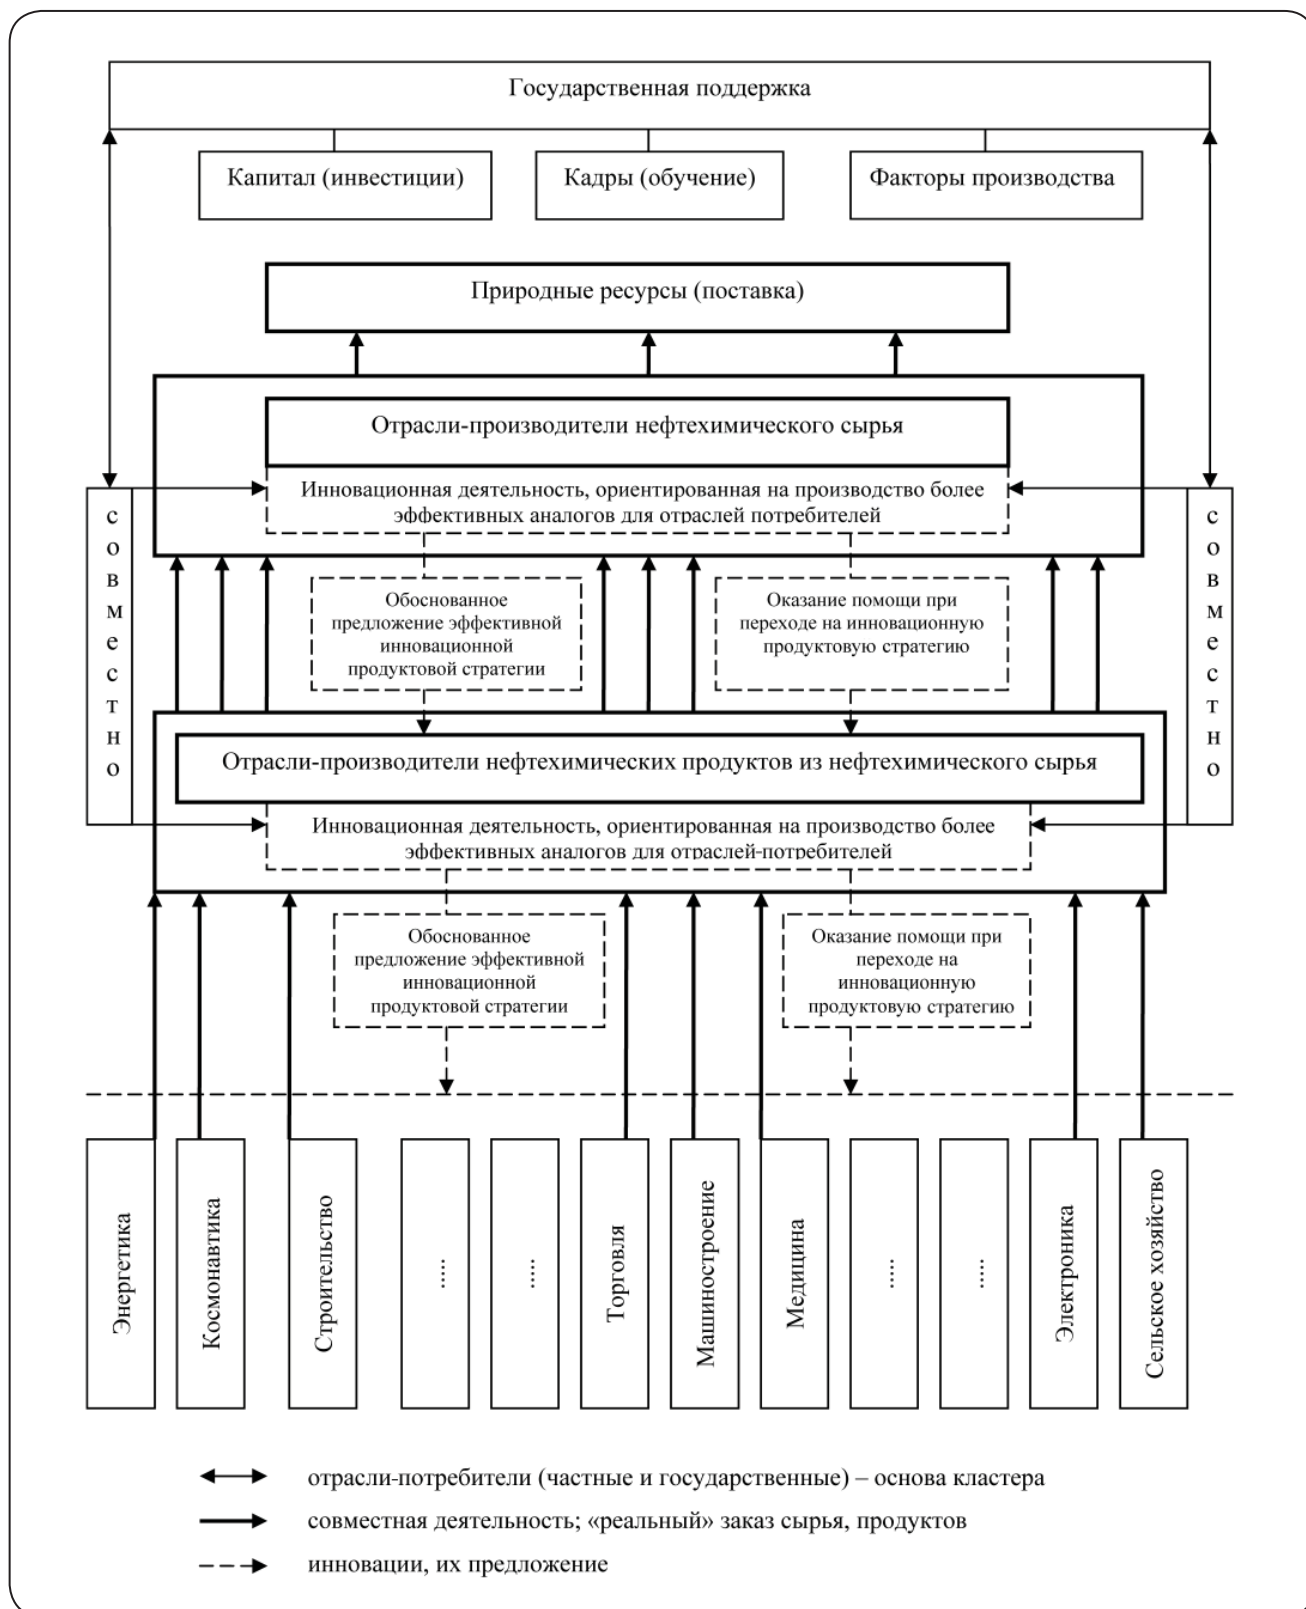 Государственная поддержка
Капитал (инвестиции)
Кадры (обучение)
Факторы производства
Природные ресурсы (поставка)
Отрасли-производители нефтехимического сырья
Инновационная деятельность, ориентированная на производство более
эффективных аналогов для отраслей потребителей
совместно
совместно
Обоснованное
предложение эффективной
инновационной
продуктовой стратегии
Оказание помощи при
переходе на инновационную
продуктовую стратегию
Отрасли-производители нефтехимических продуктов из нефтехимического сырья
Инновационная деятельность, ориентированная на производство более
эффективных аналогов для отраслей-потребителей
Обоснованное
предложение эффективной
инновационной
продуктовой стратегии
Оказание помощи при
переходе на
инновационную
продуктовую стратегию
Энергетика
Космонавтика
Строительство
.....
.....
Торговля
Машиностроение
Медицина
.....
.....
Электроника
Сельское хозяйство
отрасли-потребители (частные и государственные) – основа кластера
совместная деятельность; «реальный» заказ сырья, продуктов
инновации, их предложение